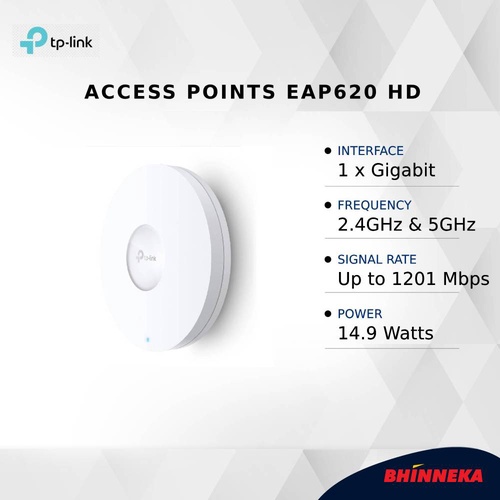 tp-link
ACCESS POINTS EAP620 HD
INTERFACE
1 x Gigabit
FREQUENCY
2.4GHz & 5GHz
SIGNAL RATE
Up to 1201 Mbps
POWER
14.9 Watts
tp-link
BHINNEKA